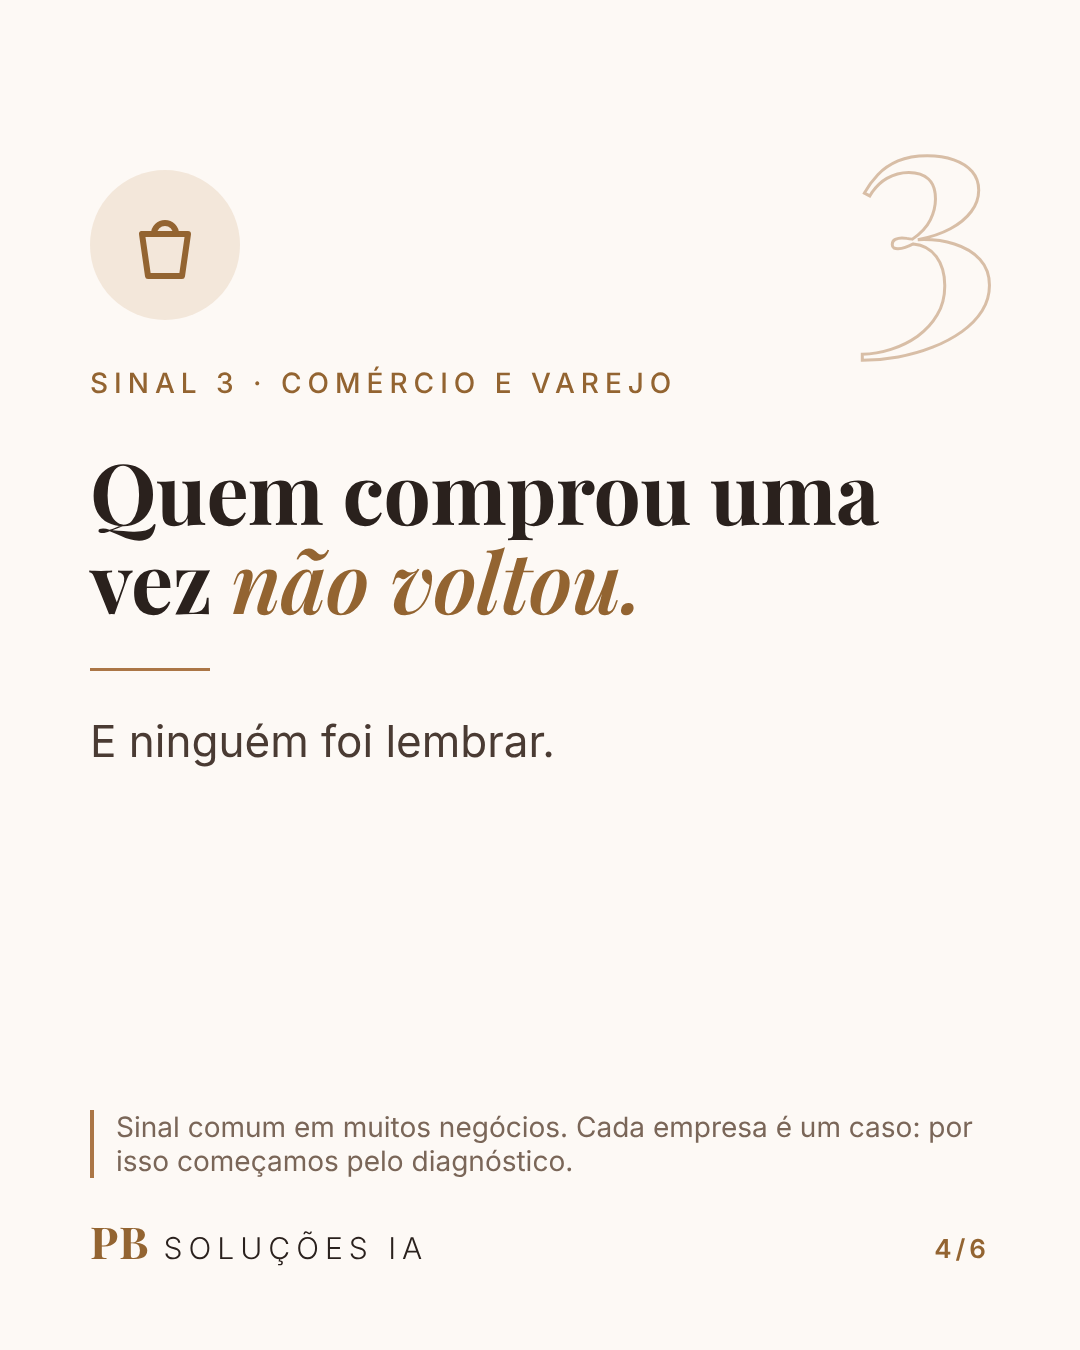 3
SINAL 3 · COMÉRCIO E VAREJO
Quem comprou uma
vez não voltou.
E ninguém foi lembrar.
Sinal comum em muitos negócios. Cada empresa é um caso: por
isso começamos pelo diagnóstico.
PB SOLUÇÕES IA
4/6